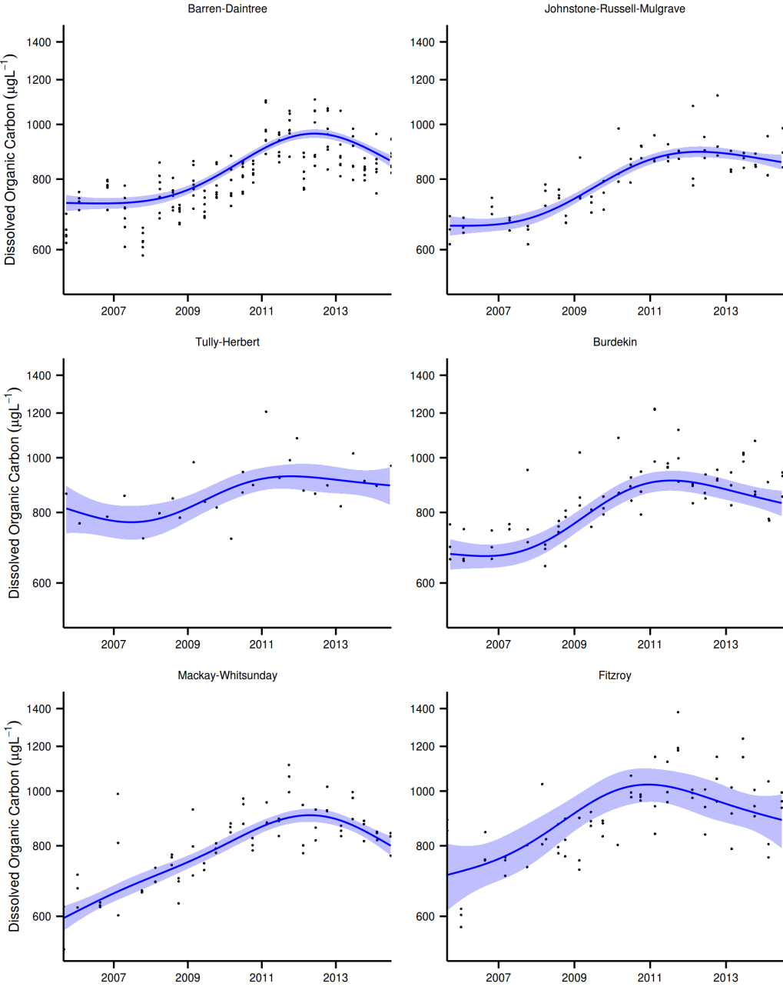 Barren-Daintree
Johnstone-Russell-Mulgrave
Dissolved Organic Carbon (μgL⁻¹)
1400
1200
1000
800
600
2007 2009 2011 2013
1400
1200
1000
800
600
2007 2009 2011 2013
Tully-Herbert
Burdekin
Dissolved Organic Carbon (μgL⁻¹)
1400
1200
1000
800
600
2007 2009 2011 2013
1400
1200
1000
800
600
2007 2009 2011 2013
Mackay-Whitsunday
Fitzroy
Dissolved Organic Carbon (μgL⁻¹)
1400
1200
1000
800
600
2007 2009 2011 2013
1400
1200
1000
800
600
2007 2009 2011 2013